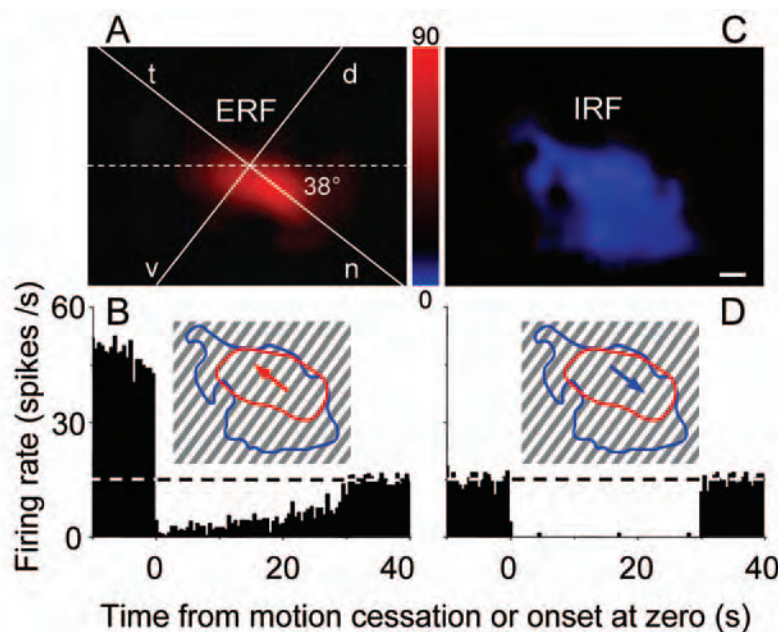 A
t
d
ERF
38°
v
n
90
0
C
IRF
B
60
30
0
Firing rate (spikes /s)
0
20
40
D
0
20
40
Time from motion cessation or onset at zero (s)